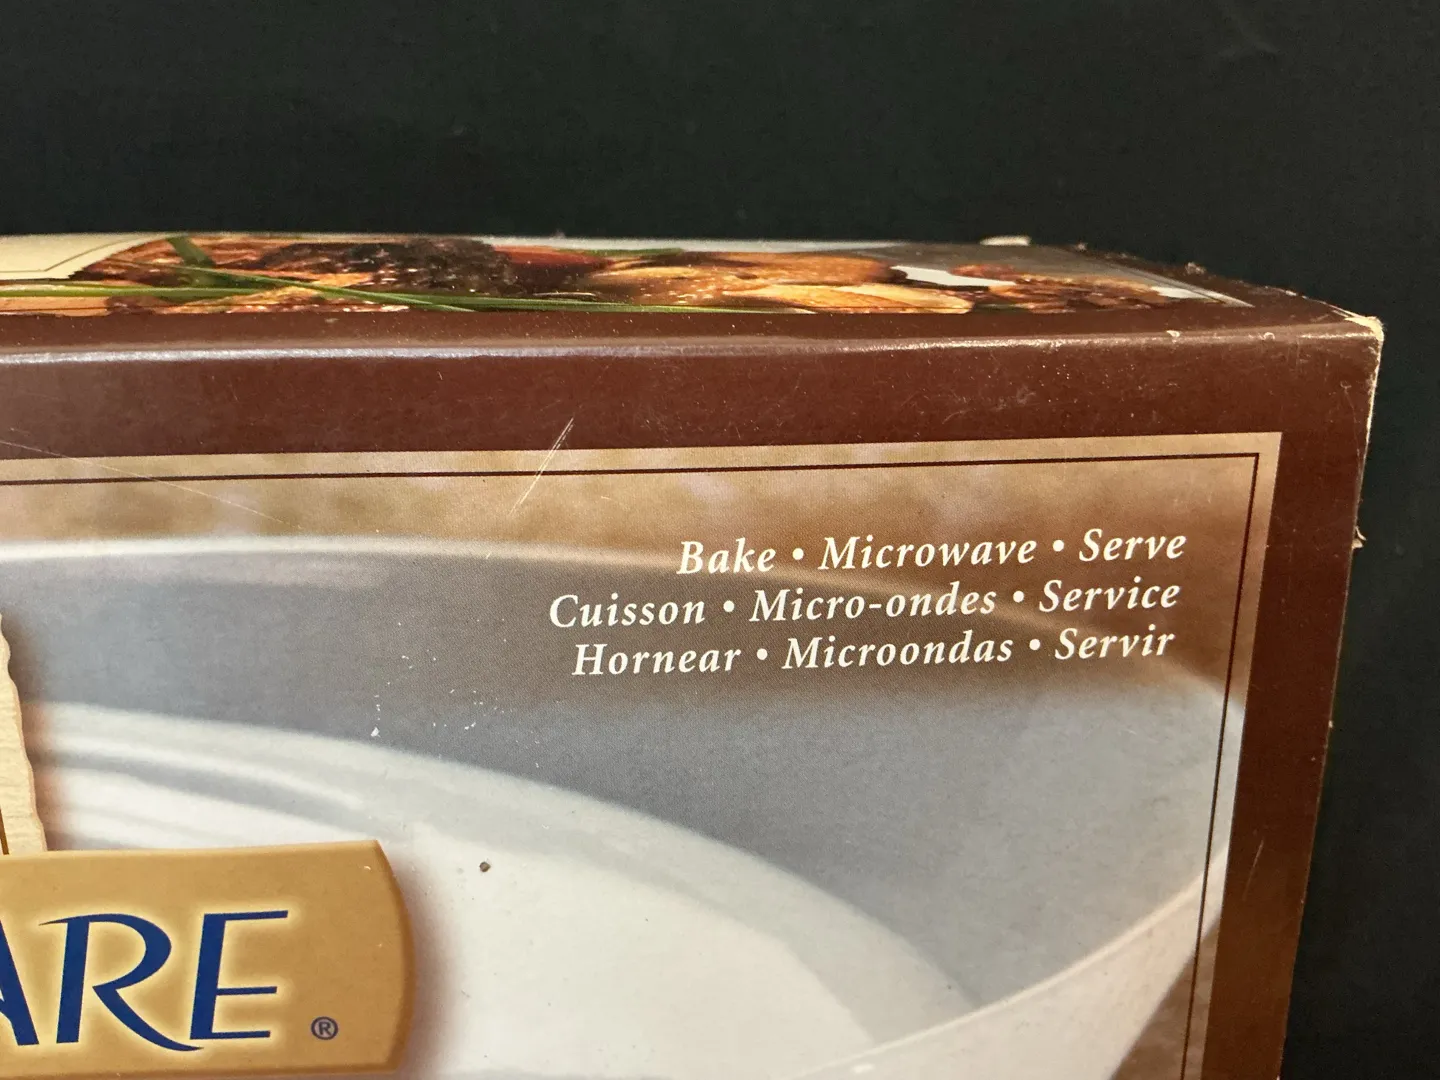 Bake • Microwave • Serve
Cuisson • Micro-ondes • Service
Hornear • Microondas • Servir
ARE ®